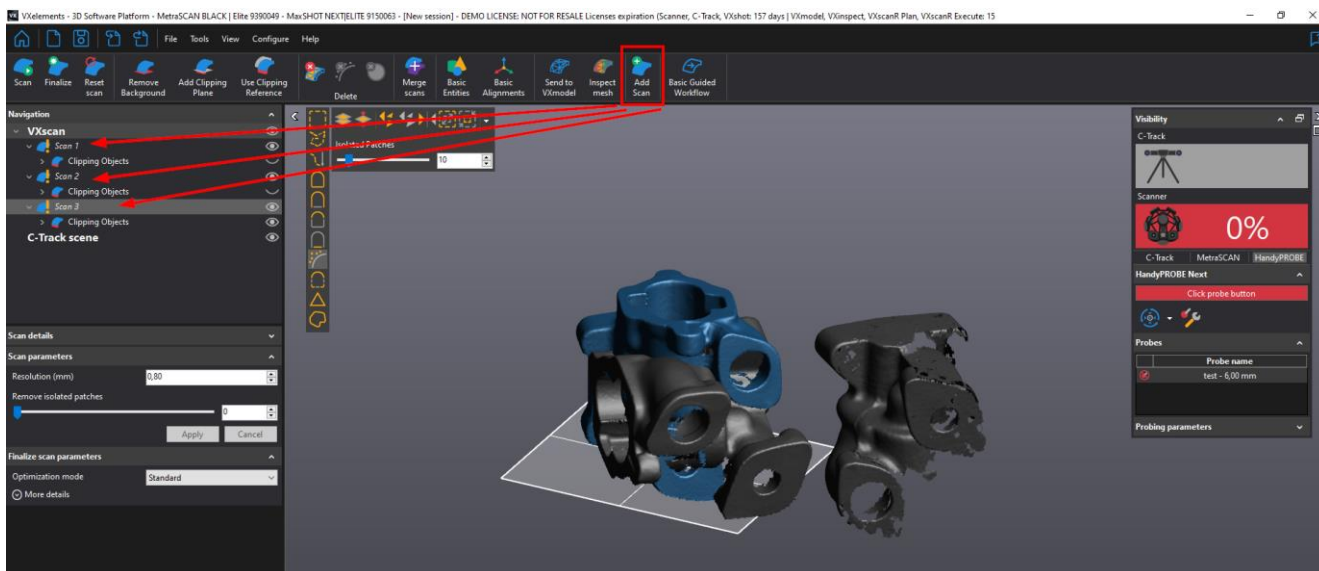 VXelements - 3D Software Platform - MetraSCAN BLACK | Elite 9390049 - MaxSHOT NEXT|ELITE 9150063 - [New session] - DEMO LICENSE: NOT FOR RESALE Licenses expiration (Scanner, C-Track, VXshot: 157 days | VXmodel, VXinspect, VXscanR Plan, VXscanR Execute: 15
File Tools View Configure Help
Scan
Finalize
Reset scan
Remove Background
Add Clipping Plane
Use Clipping Reference
Delete
Merge scans
Basic Entities
Basic Alignments
Send to VXmodel
Inspect mesh
Add Scan
Basic Guided Workflow
Navigation
VXscan
Scan 1
Clipping Objects
Scan 2
Clipping Objects
Scan 3
Clipping Objects
C-Track scene
Isolated Patches
10
Scan details
Scan parameters
Resolution (mm) 0,80
Remove isolated patches
0
Apply Cancel
Finalize scan parameters
Optimization mode Standard
More details
Visibility
C-Track
Scanner
0%
C-Track MetraSCAN HandyPROBE
HandyPROBE Next
Click probe button
Probes
Probe name
test - 6,00 mm
Probing parameters